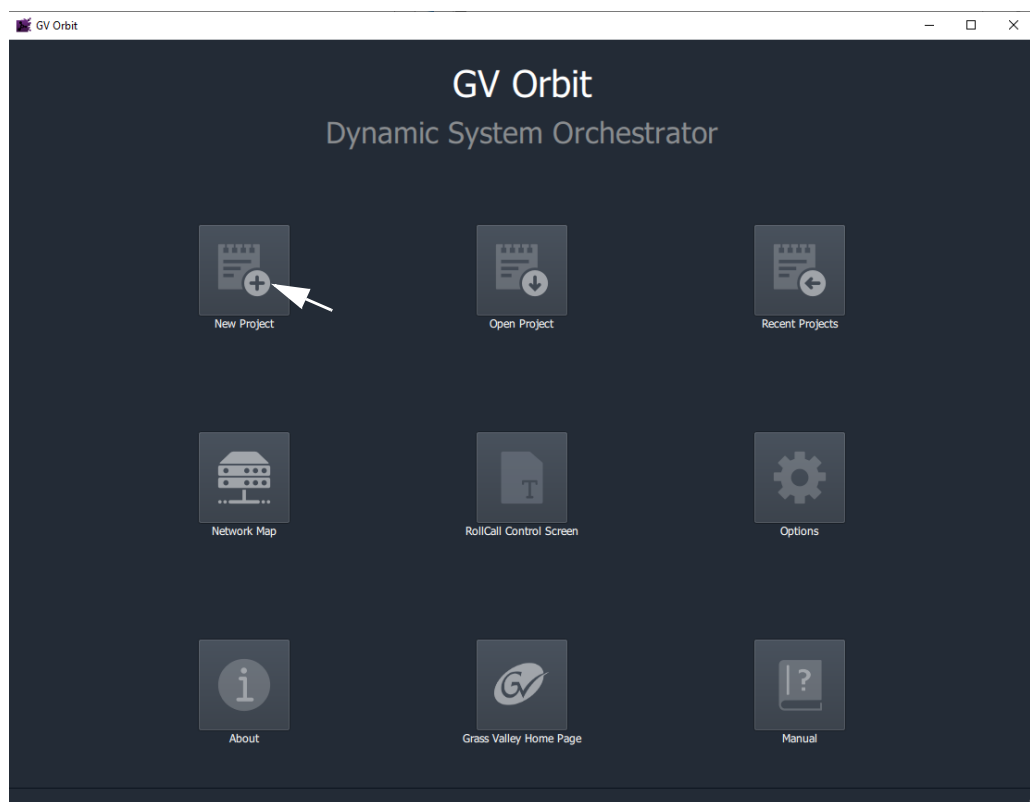 GV Orbit
GV Orbit
Dynamic System Orchestrator
New Project
Open Project
Recent Projects
T
Network Map
RollCall Control Screen
Options
i
GV
?
About
Grass Valley Home Page
Manual